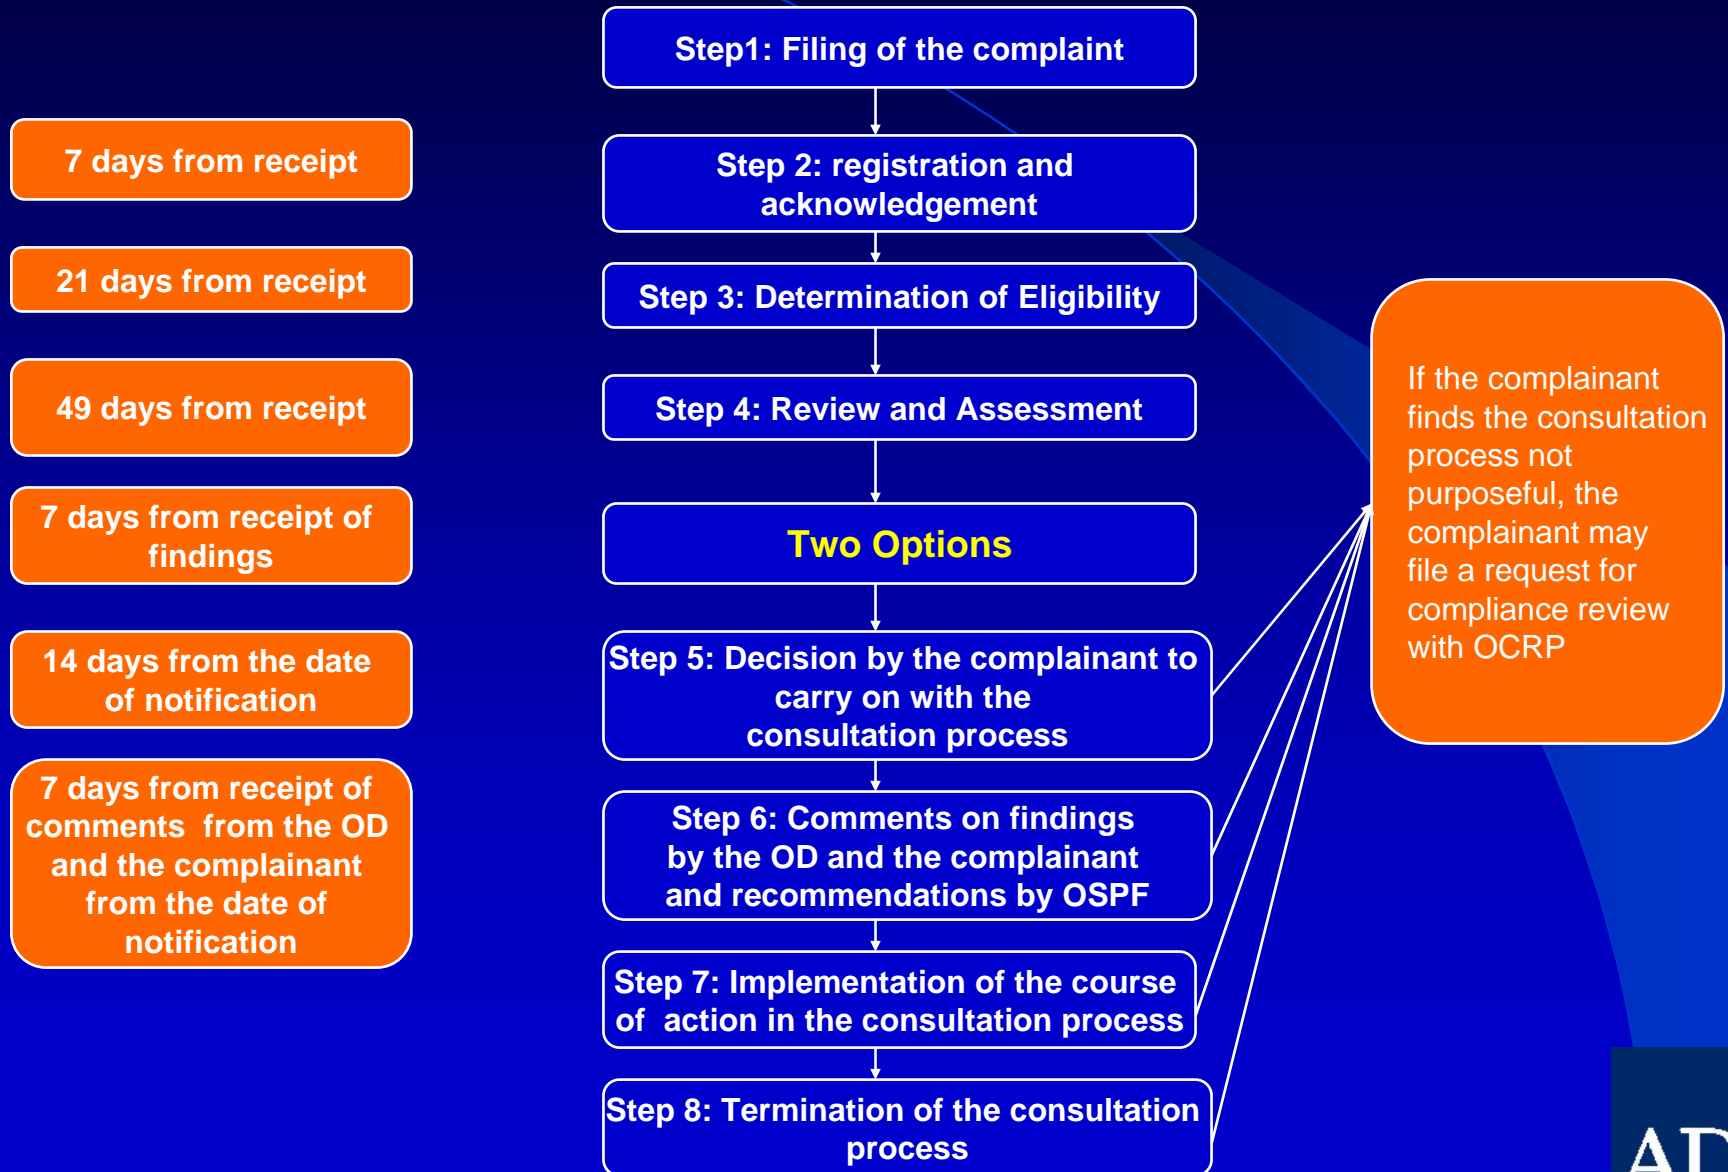 Step1: Filing of the complaint
7 days from receipt
Step 2: registration and
acknowledgement
21 days from receipt
Step 3: Determination of Eligibility
49 days from receipt
Step 4: Review and Assessment
7 days from receipt of
findings
Two Options
14 days from the date
of notification
Step 5: Decision by the complainant to
carry on with the
consultation process
7 days from receipt of
comments from the OD
and the complainant
from the date of
notification
Step 6: Comments on findings
by the OD and the complainant
and recommendations by OSPF
Step 7: Implementation of the course
of action in the consultation process
Step 8: Termination of the consultation
process
If the complainant
finds the consultation
process not
purposeful, the
complainant may
file a request for
compliance review
with OCRP